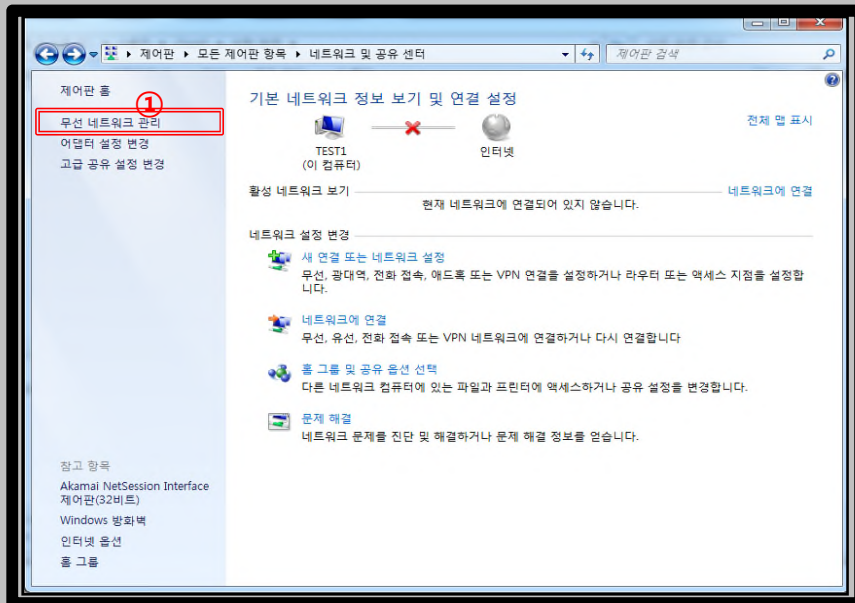 제어판 ▸ 모든 제어판 항목 ▸ 네트워크 및 공유 센터
제어판 검색
제어판 홈
①
무선 네트워크 관리
어댑터 설정 변경
고급 공유 설정 변경
기본 네트워크 정보 보기 및 연결 설정
전체 맵 표시
TEST1
(이 컴퓨터)
인터넷
활성 네트워크 보기
네트워크에 연결
현재 네트워크에 연결되어 있지 않습니다.
네트워크 설정 변경
새 연결 또는 네트워크 설정
무선, 광대역, 전화 접속, 애드혹 또는 VPN 연결을 설정하거나 라우터 또는 액세스 지점을 설정합
니다.
네트워크에 연결
무선, 유선, 전화 접속 또는 VPN 네트워크에 연결하거나 다시 연결합니다
홈 그룹 및 공유 옵션 선택
다른 네트워크 컴퓨터에 있는 파일과 프린터에 액세스하거나 공유 설정을 변경합니다.
문제 해결
네트워크 문제를 진단 및 해결하거나 문제 해결 정보를 얻습니다.
참고 항목
Akamai NetSession Interface
제어판(32비트)
Windows 방화벽
인터넷 옵션
홈 그룹